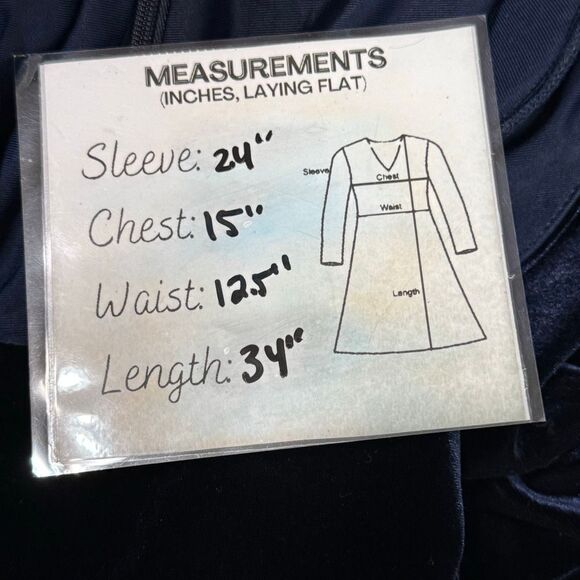 MEASUREMENTS
(INCHES, LAYING FLAT)
Sleeve: 24"
Chest: 15"
Waist: 12.5"
Length: 34"
Sleeve
Chest
Waist
Length